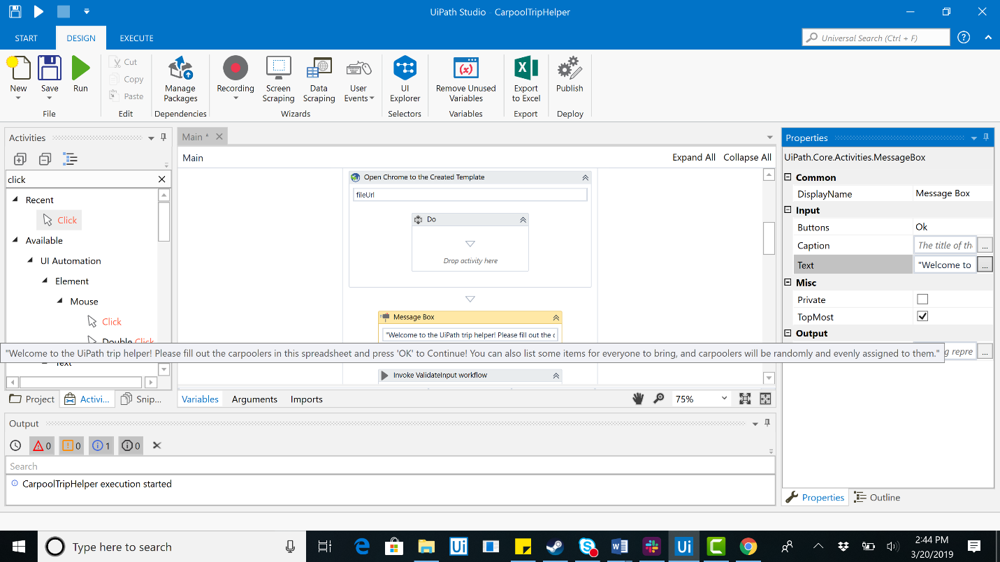 UiPath Studio - CarpoolTripHelper
START
DESIGN
EXECUTE
Universal Search (Ctrl + F)
New
Save
Run
File
Cut
Copy
Paste
Edit
Manage Packages
Dependencies
Recording
Screen Scraping
Data Scraping
User Events
Wizards
UI Explorer
Selectors
Remove Unused Variables
Variables
Export to Excel
Export
Publish
Deploy
Activities
click
Recent
Click
Available
UI Automation
Element
Mouse
Click
Double Click
Text
Project
Activi...
Snip...
Main *
Main
Expand All
Collapse All
Open Chrome to the Created Template
fileUrl
Do
Drop activity here
Message Box
"Welcome to the UiPath trip helper! Please fill out the c
"Welcome to the UiPath trip helper! Please fill out the carpoolers in this spreadsheet and press 'OK' to Continue! You can also list some items for everyone to bring, and carpoolers will be randomly and evenly assigned to them."
Invoke ValidateInput workflow
Variables
Arguments
Imports
75%
Properties
UiPath.Core.Activities.MessageBox
Common
DisplayName
Message Box
Input
Buttons
Ok
Caption
The title of th
...
Text
"Welcome to
...
Misc
Private
TopMost
Output
g repre
...
Properties
Outline
Output
0
0
1
0
Search
CarpoolTripHelper execution started
Type here to search
2:44 PM
3/20/2019